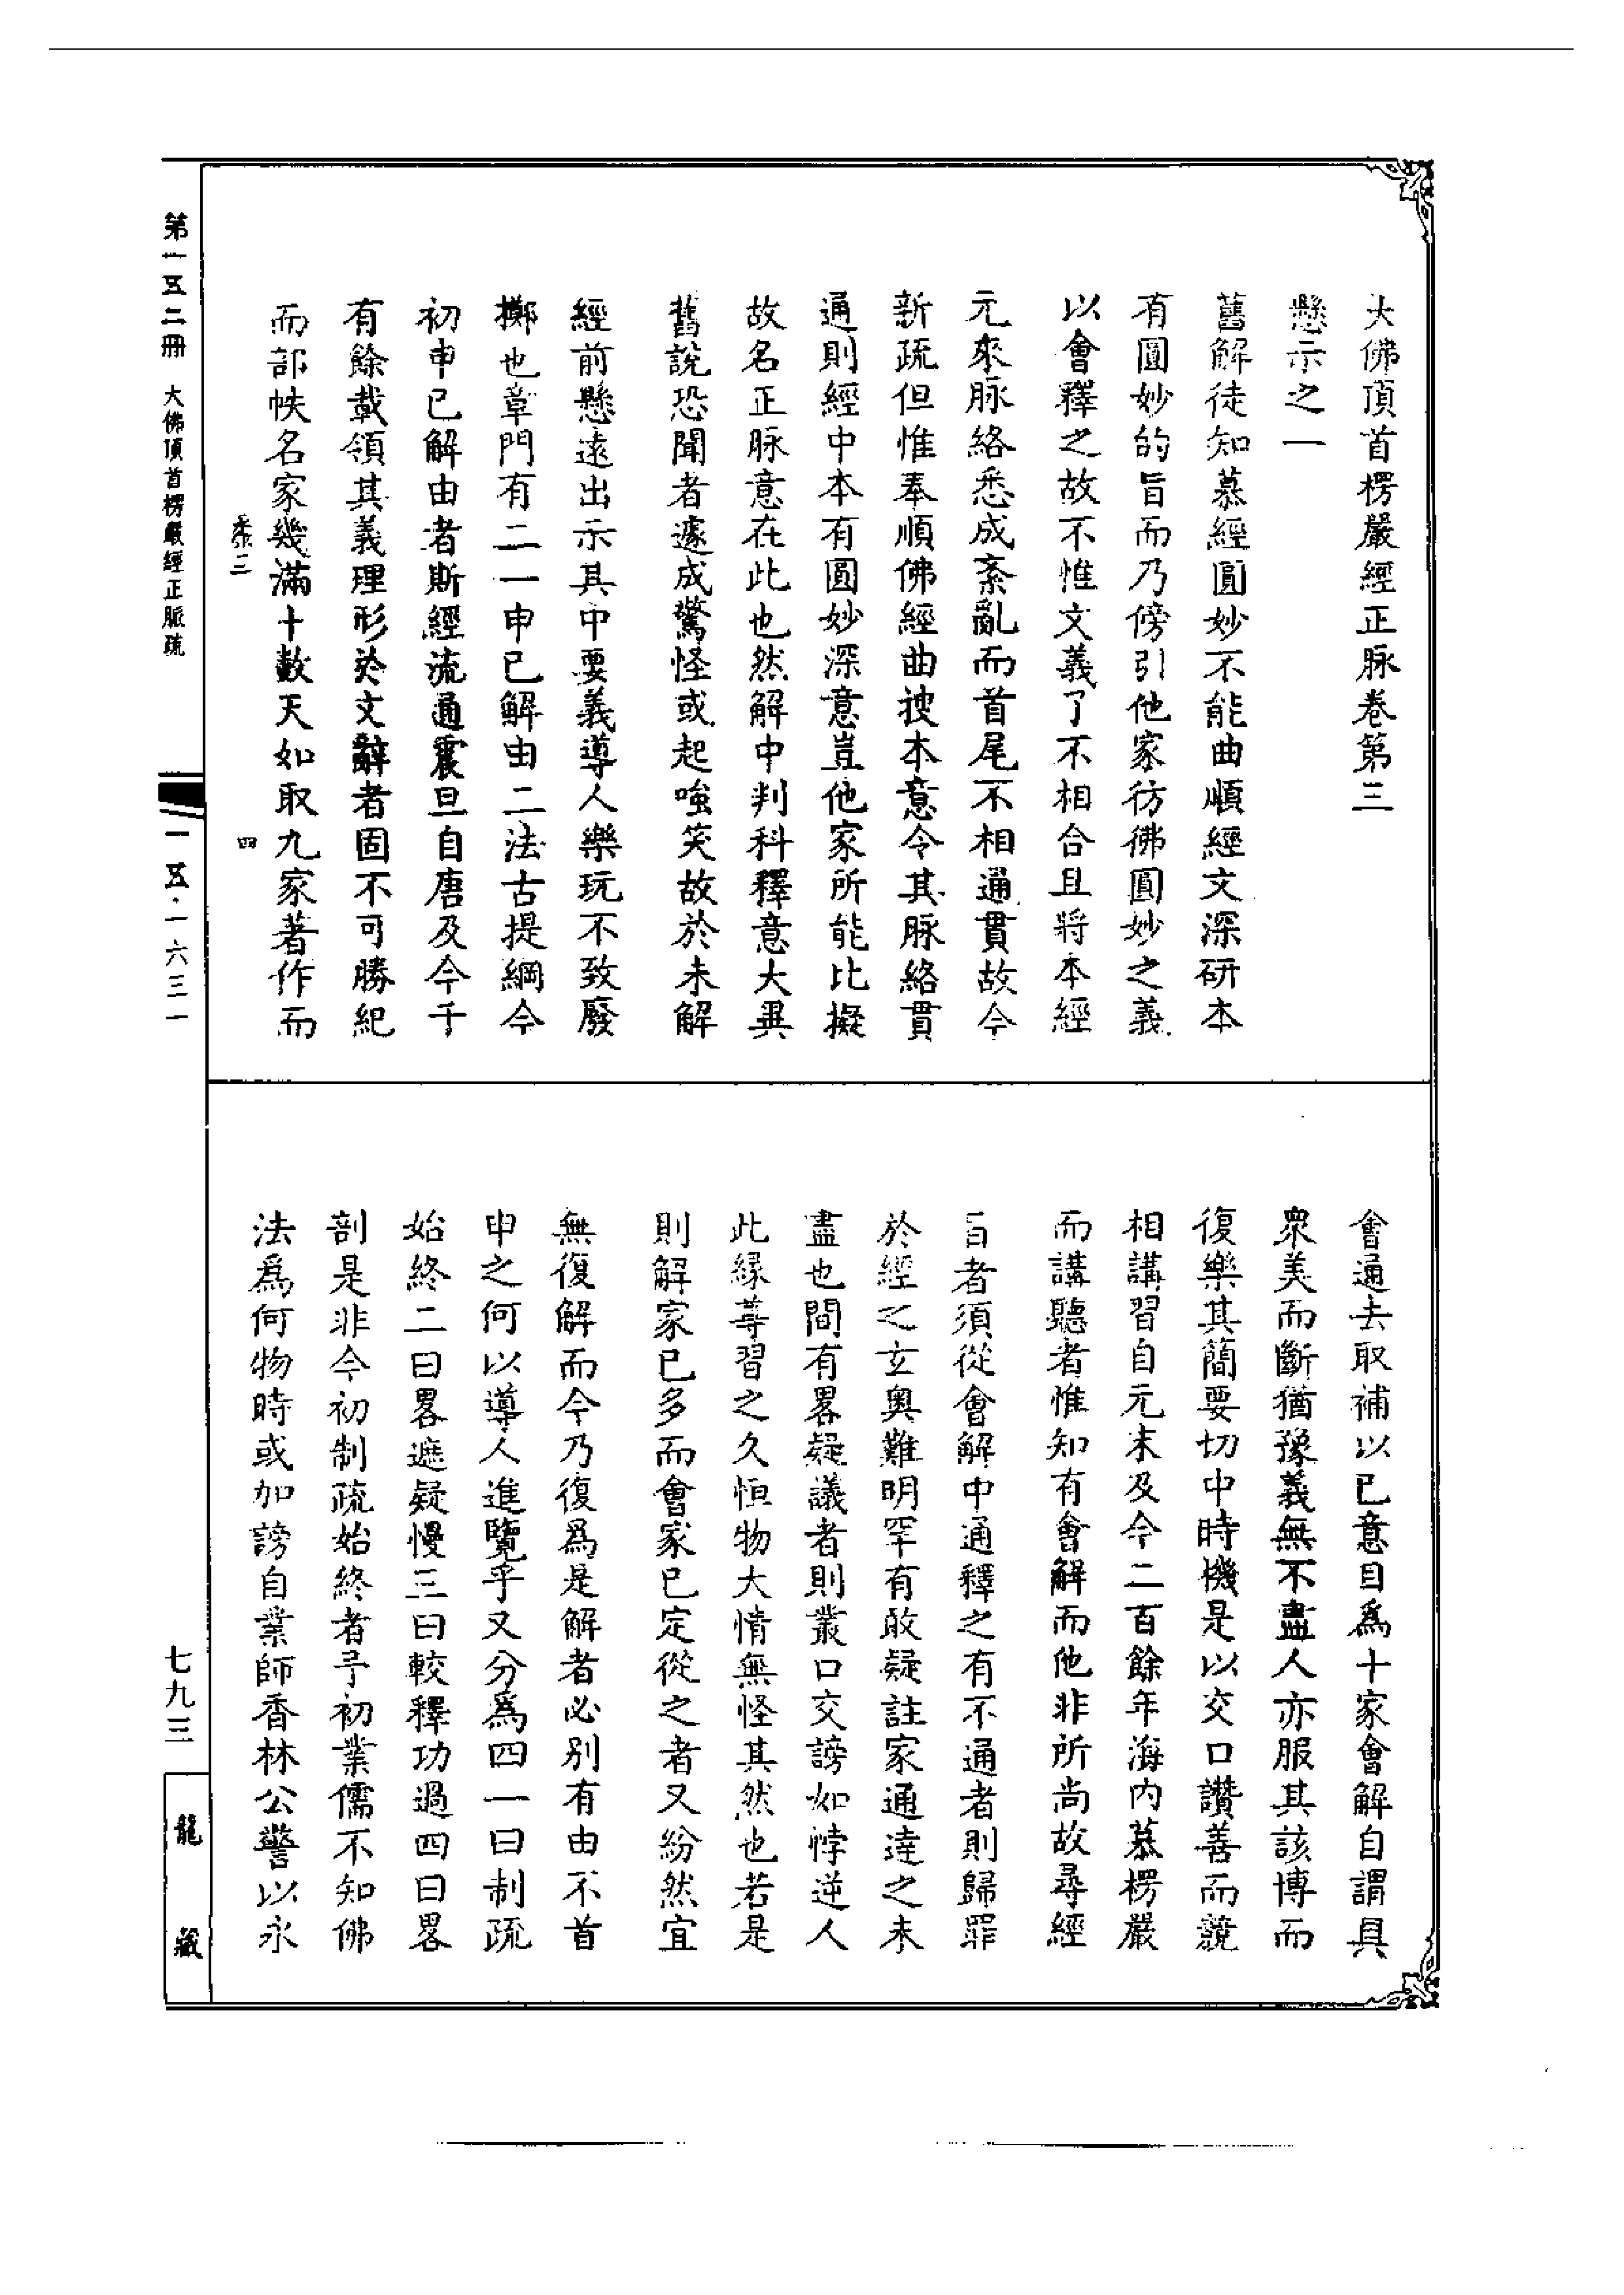 大佛頂首楞嚴經正脉卷第三
懸示之一
舊解徒知慕經圓妙不能曲順經文深研本
有圓妙的旨而乃傍引他家彷彿圓妙之義
以會釋之故不惟文義了不相合且將本經
元來脉絡悉成紊亂而首尾不相通貫故今
新疏但惟奉順佛經曲披本意令其脉絡貫
通則經中本有圓妙深意豈他家所能比擬
故名正脉意在此也然解中判科釋意大異
舊說恐聞者遽成驚怪或起嗤笑故於未解
經前懸遠出示其中要義導人樂玩不致廢
擲也章門有二一申已解由二法古提綱今
初申已解由者斯經流通震旦自唐及今千
有餘載領其義理形於文辭者固不可勝紀
而部帙名家幾滿十數天如取九家著作而
四
會通去取補以已意目爲十家會解自謂具
衆美而斷猶豫義無不盡人亦服其該博而
復樂其簡要切中時機是以交口讚善而競
相講習自元末及今二百餘年海內慕楞嚴
而講聽者惟知有會解而他非所尚故尋經
旨者須從會解中通釋之有不通者則歸罪
於經之玄奧難明罕有敢疑註家通達之未
盡也間有畧疑議者則叢口交謗如悖逆人
此緣尊習之久恒物大情無怪其然也若是
則解家已多而會家已定從之者又紛然宜
無復解而今乃復爲是解者必別有由不首
申之何以導人進覽乎又分爲四一曰制疏
始終二曰畧遮疑慢三曰較釋功過四曰畧
剖是非今初制疏始終者予初業儒不知佛
法爲何物時或加謗自業師香林公警以永
第一五二冊 大佛頂首楞嚴經正脈疏
一五·一六三一
七九三
龍藏